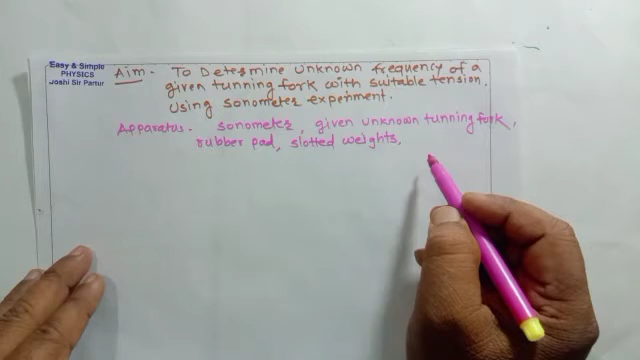 Easy & Simple
PHYSICS
Joshi Sir Partur
Aim. To Determine unknown frequency of a
given tunning fork with suitable tension.
Using sonometer experiment.
Apparatus. sonometer, given unknown tunning fork,
rubber pad, slotted weights,